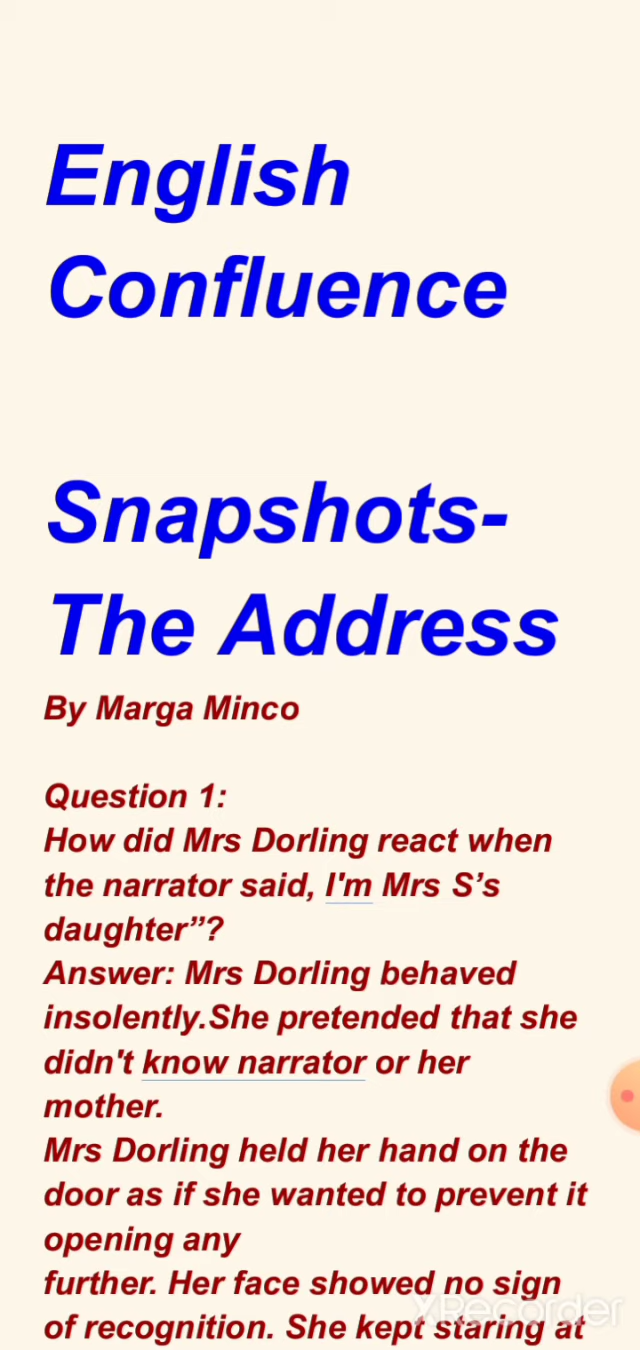 English
Confluence
Snapshots-
The Address
By Marga Minco
Question 1:
How did Mrs Dorling react when
the narrator said, I'm Mrs S’s
daughter”?
Answer: Mrs Dorling behaved
insolently.She pretended that she
didn't know narrator or her
mother.
Mrs Dorling held her hand on the
door as if she wanted to prevent it
opening any
further. Her face showed no sign
of recognition. She kept staring at
XRecorder